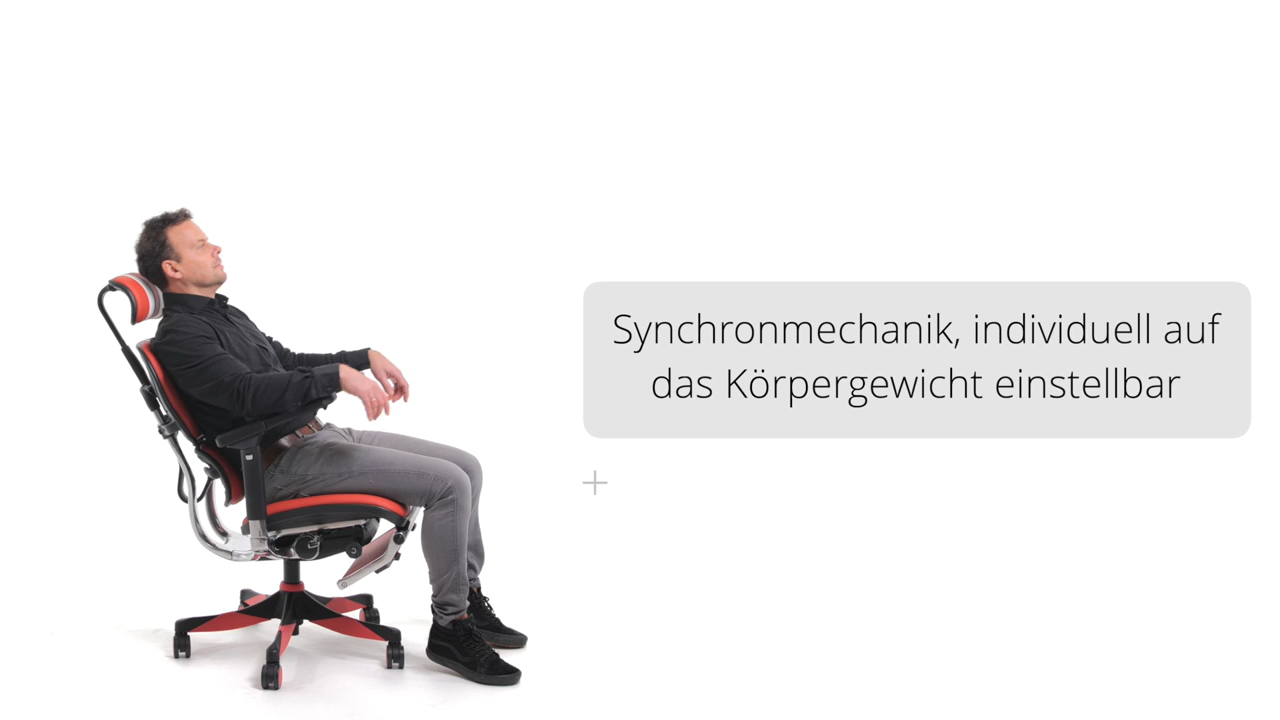 Synchronmechanik, individuell auf
das Körpergewicht einstellbar